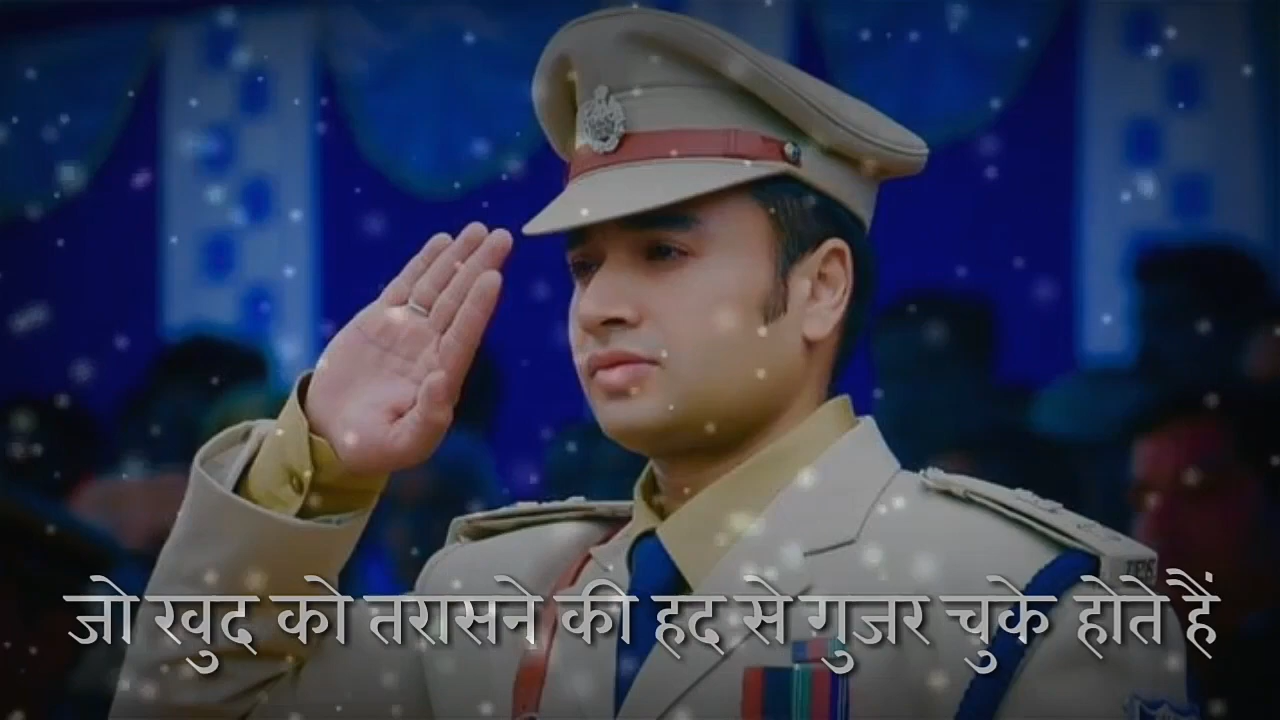 जो खुद को तरासने की हद से गुजर चुके होते हैं